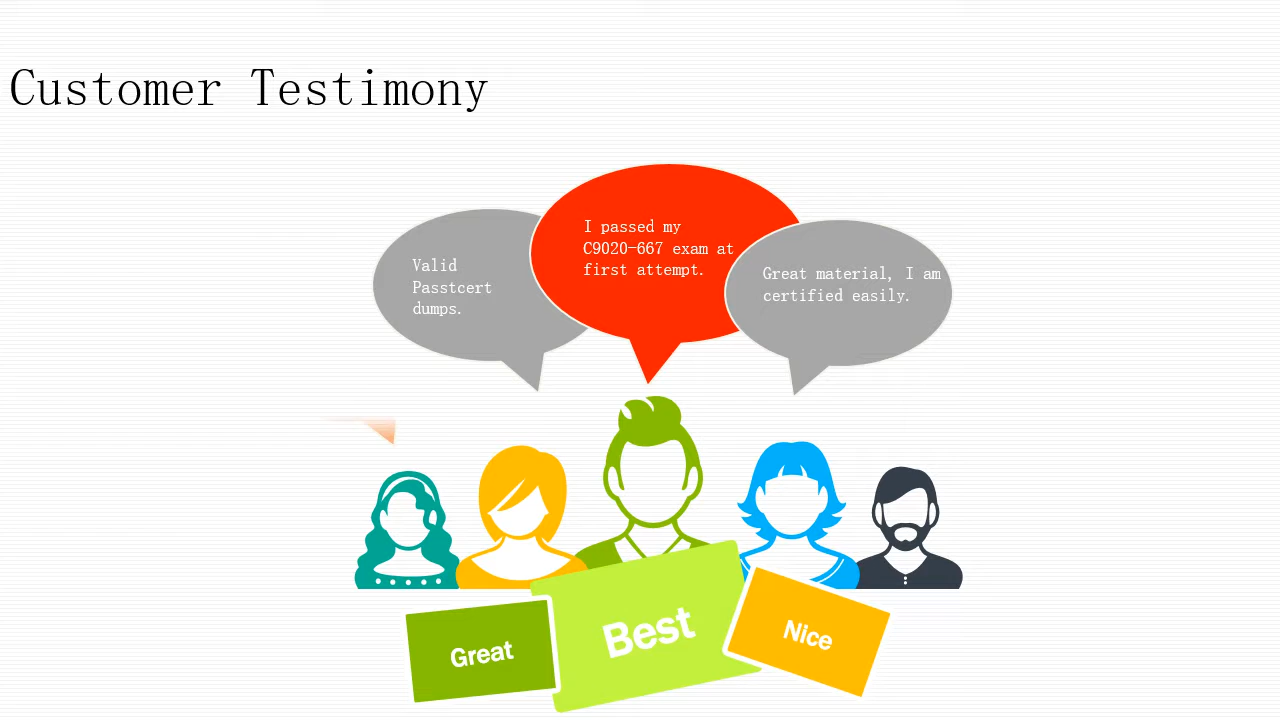 Customer Testimony
Valid
Passtcert
dumps.
I passed my
C9020-667 exam at
first attempt.
Great material, I am
certified easily.
Great
Best
Nice